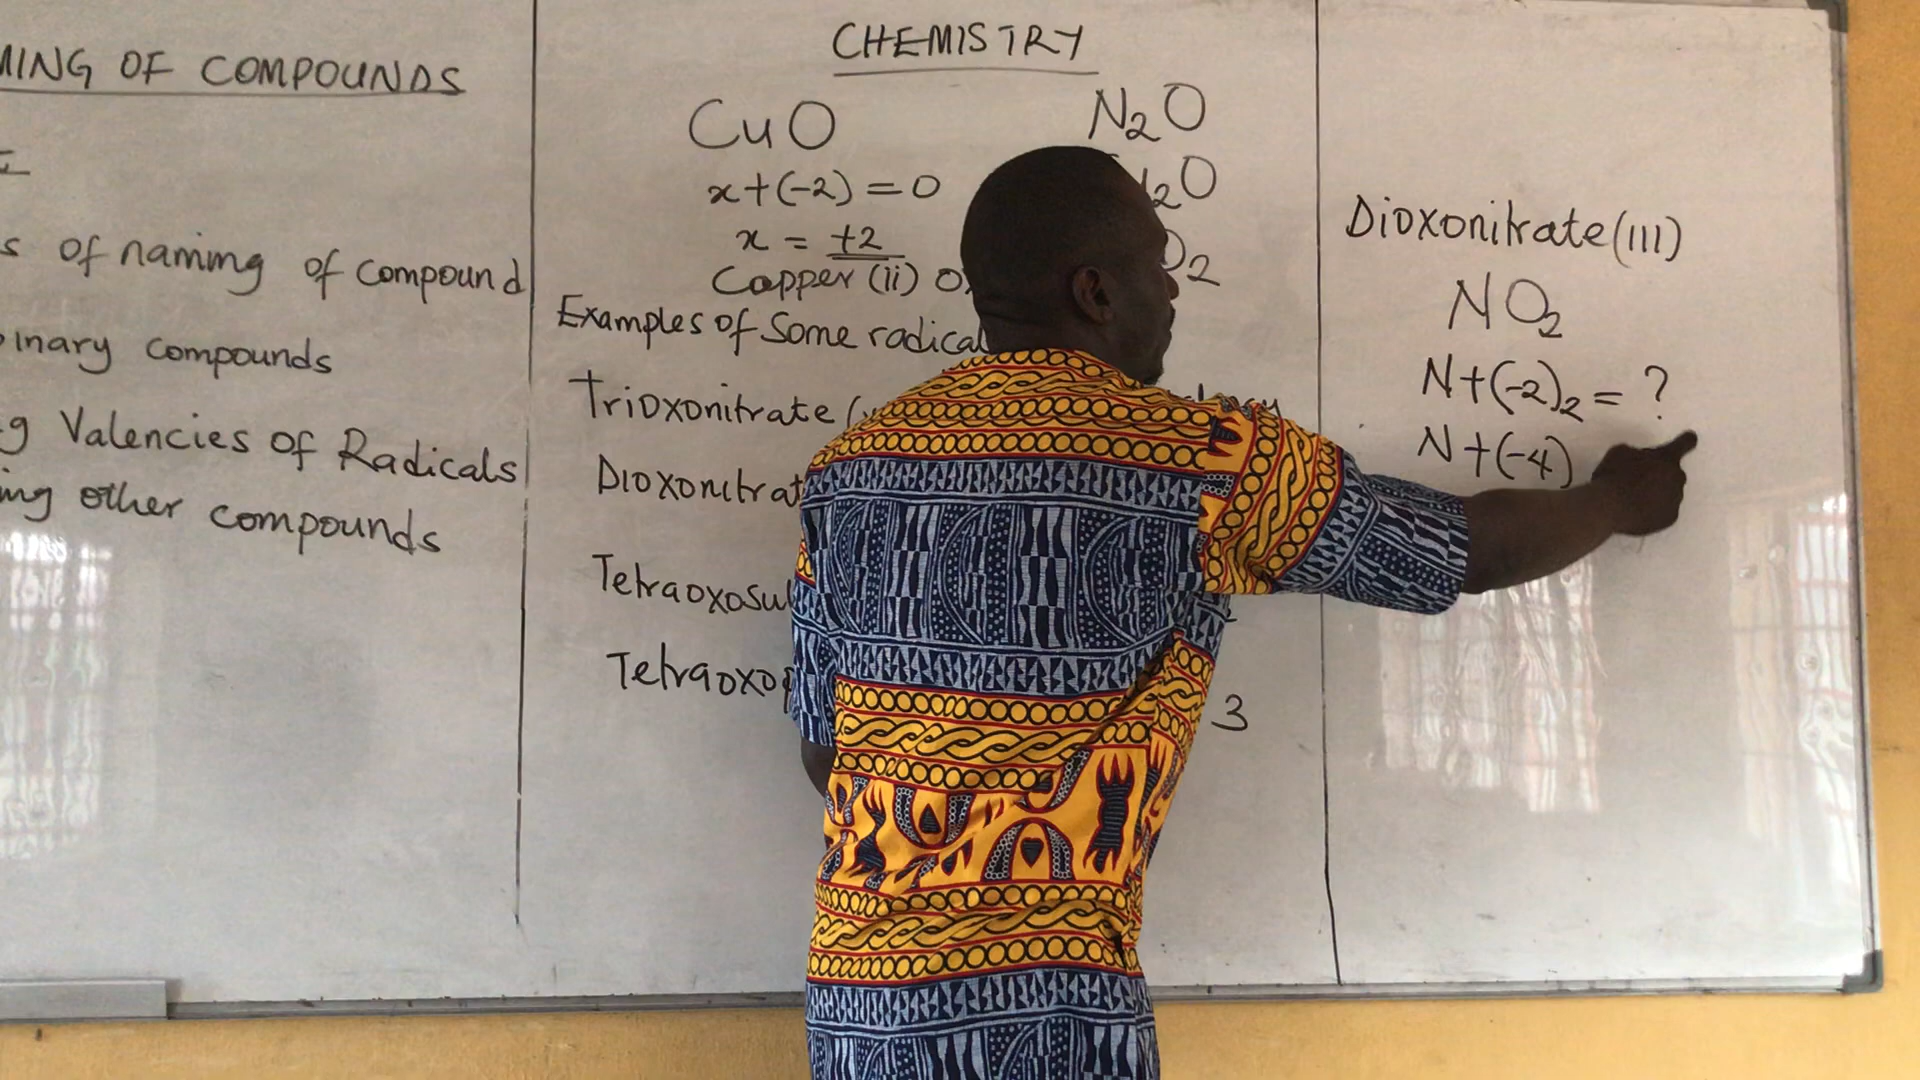 MING OF COMPOUNDS
s of naming of compound
inary compounds
g Valencies of Radicals
ing other compounds
CHEMISTRY
CuO
x+(-2) = 0
x = +2
Copper (ii) O
Examples of Some radical
Trioxonitrate (
Dioxonitrat
Tetraoxosu
Tetraoxo
N2O
2O
2
3
Dioxonitrate(III)
NO2
N+(-2)2 = ?
N+(-4)